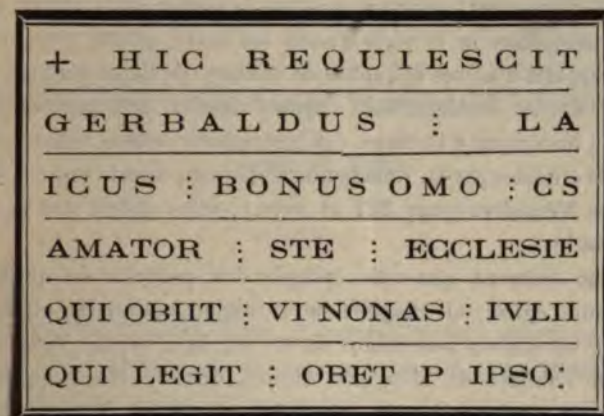 + HIC REQUIESCIT
GERBALDUS ⋮ LA
ICUS ⋮ BONUS OMO ⋮ CS
AMATOR ⋮ STE ⋮ ECCLESIE
QUI OBIIT ⋮ VI NONAS ⋮ IVLII
QUI LEGIT ⋮ ORET P IPSO⋮